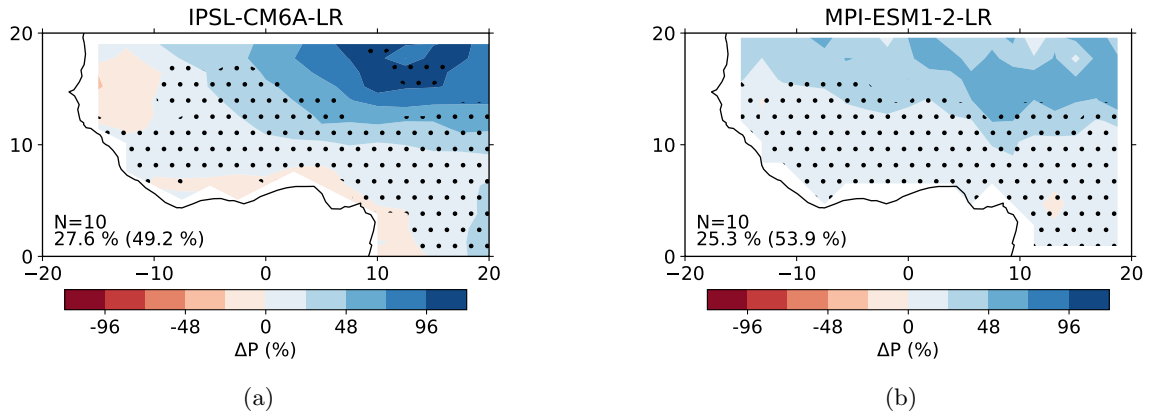 IPSL-CM6A-LR
20
10
0
N=10
27.6 % (49.2 %)
−20 −10 0 10 20
-96 -48 0 48 96
ΔP (%)
(a)
MPI-ESM1-2-LR
20
10
0
N=10
25.3 % (53.9 %)
−20 −10 0 10 20
-96 -48 0 48 96
ΔP (%)
(b)